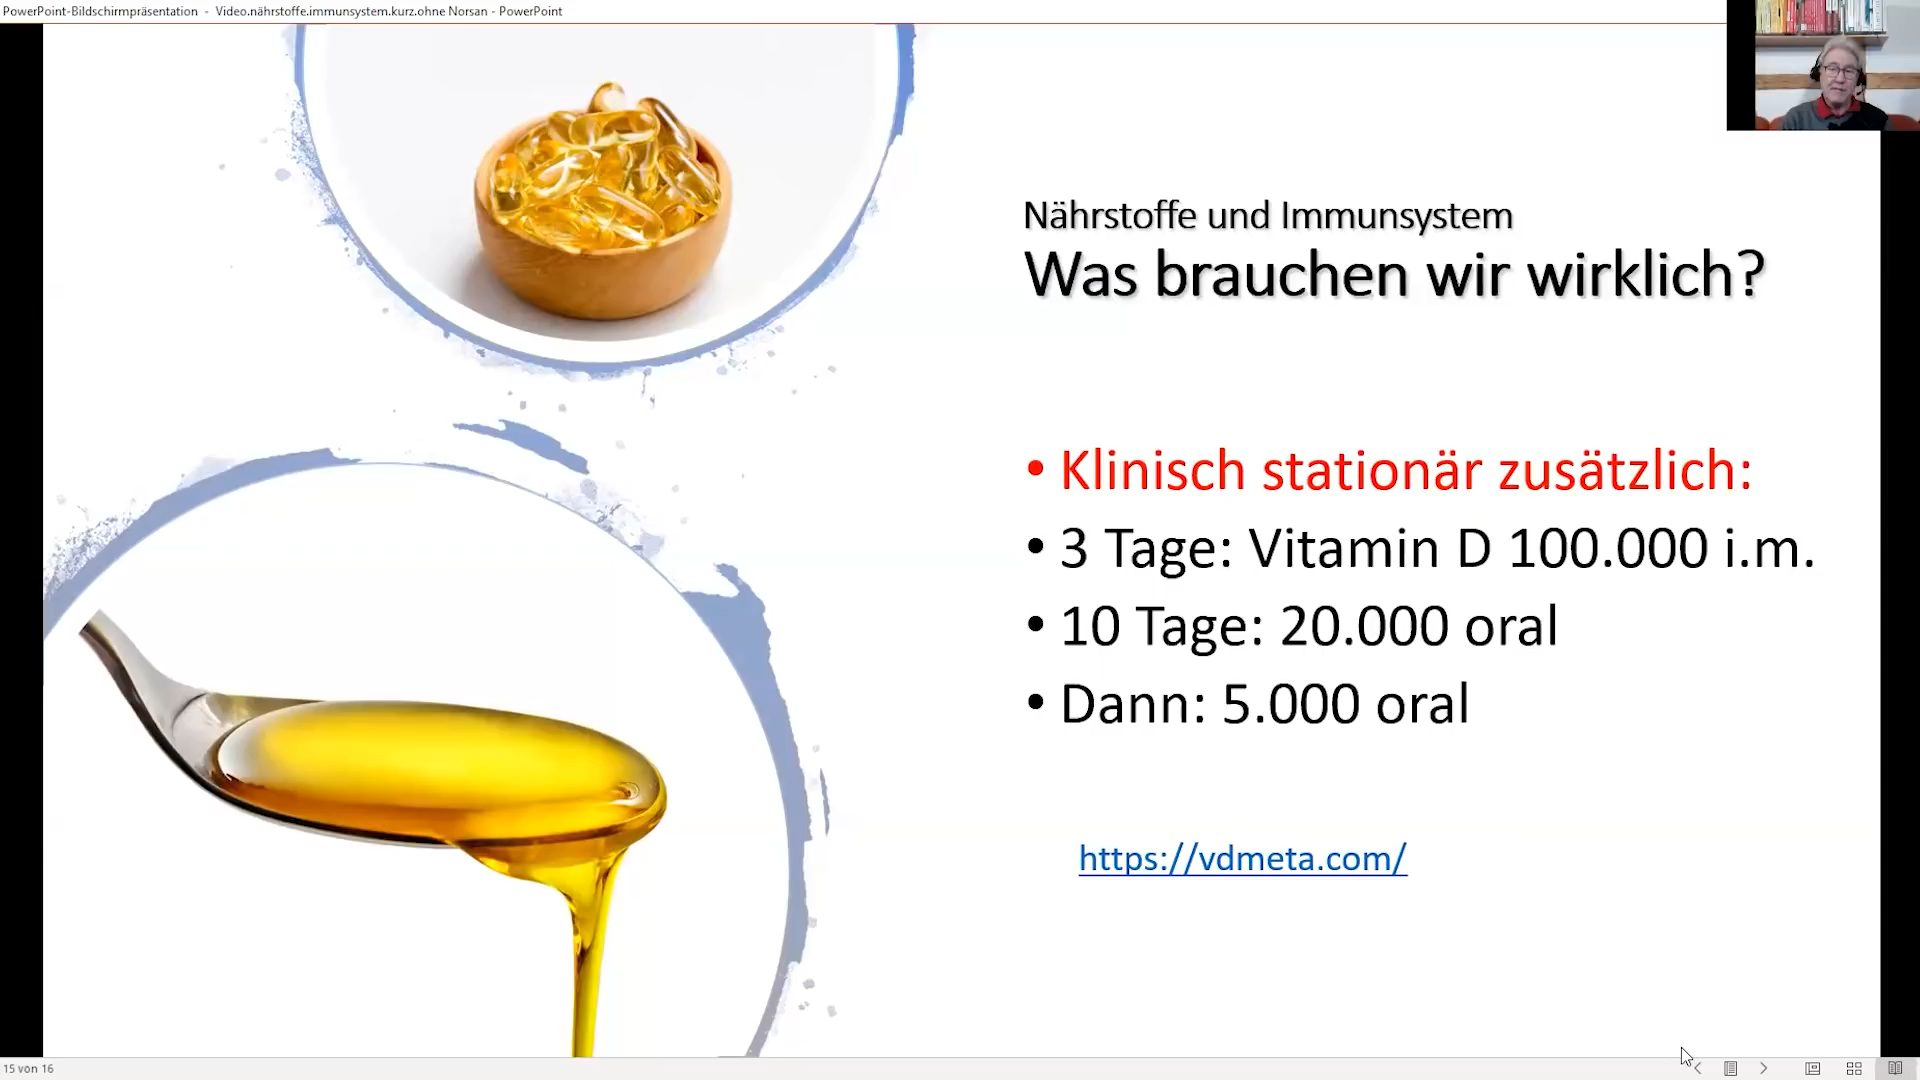 PowerPoint-Bildschirmpräsentation - Video.nährstoffe.immunsystem.kurz.ohne Norsan - PowerPoint
Nährstoffe und Immunsystem
Was brauchen wir wirklich?
• Klinisch stationär zusätzlich:
• 3 Tage: Vitamin D 100.000 i.m.
• 10 Tage: 20.000 oral
• Dann: 5.000 oral
https://vdmeta.com/
15 von 16